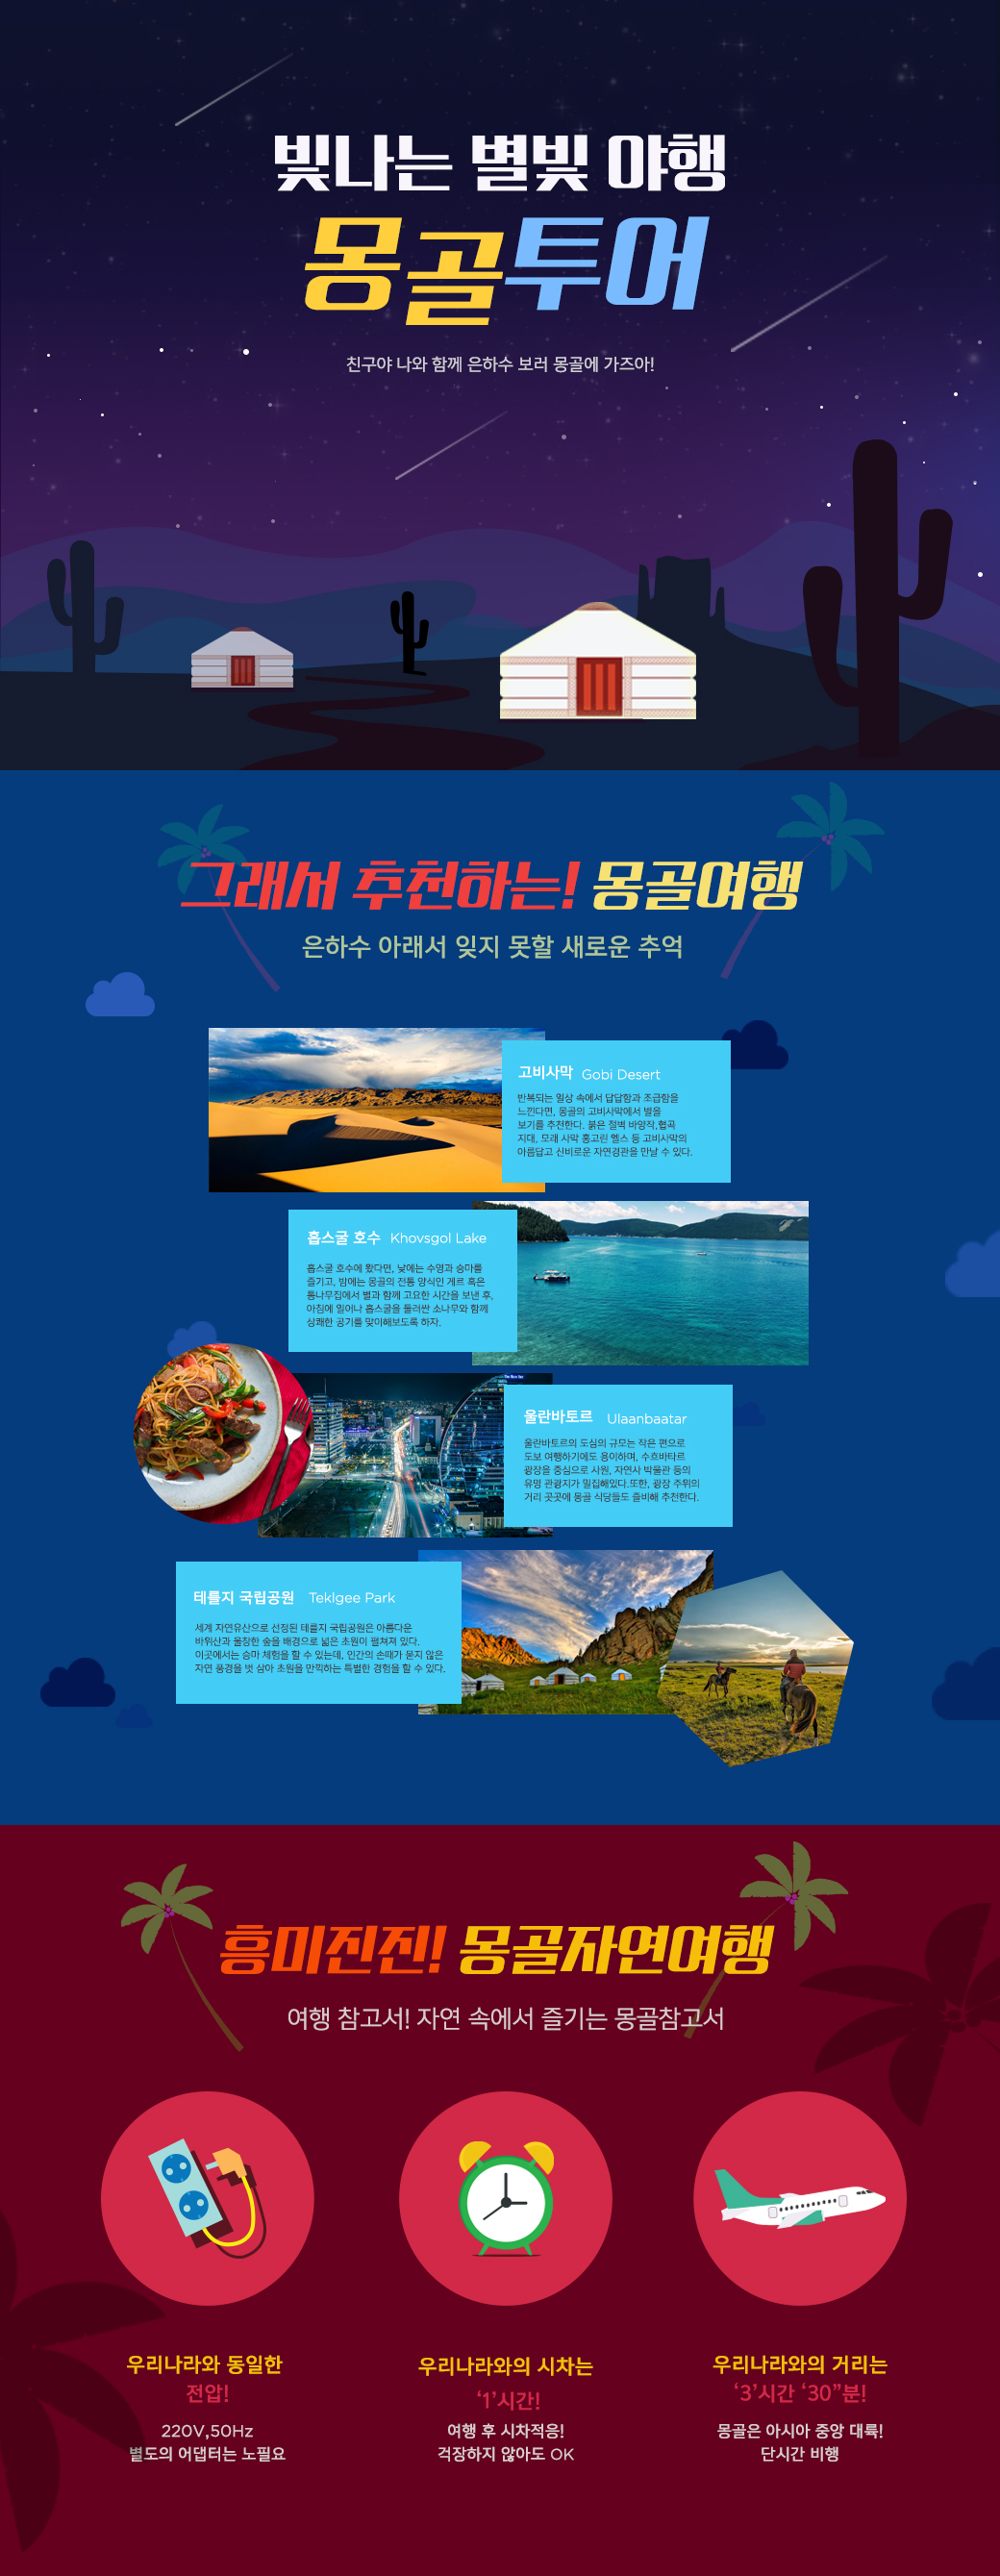 빛나는 별빛 야행
몽골투어
친구야 나와 함께 은하수 보러 몽골에 가즈아!
그래서 추천하는! 몽골여행
은하수 아래서 잊지 못할 새로운 추억
고비사막 Gobi Desert
반복되는 일상 속에서 답답함과 조급함을
느낀다면, 몽골의 고비사막에서 별을
보기를 추천한다. 붉은 절벽 바양작,협곡
지대, 모래 사막 홍고린 엘스 등 고비사막의
아름답고 신비로운 자연경관을 만날 수 있다.
홉스굴 호수 Khovsgol Lake
홉스굴 호수에 왔다면, 낮에는 수영과 승마를
즐기고, 밤에는 몽골의 전통 양식인 게르 혹은
통나무집에서 별과 함께 고요한 시간을 보낸 후,
아침에 일어나 홉스굴을 둘러싼 소나무와 함께
상쾌한 공기를 맞이해보도록 하자.
울란바토르 Ulaanbaatar
울란바토르의 도심의 규모는 작은 편으로
도보 여행하기에도 용이하며, 수흐바타르
광장을 중심으로 사원, 자연사 박물관 등의
유명 관광지가 밀집해있다.또한, 광장 주위의
거리 곳곳에 몽골 식당들도 즐비해 추천한다.
테를지 국립공원 Teklgee Park
세계 자연유산으로 선정된 테를지 국립공원은 아름다운
바위산과 울창한 숲을 배경으로 넓은 초원이 펼쳐져 있다.
이곳에서는 승마 체험을 할 수 있는데, 인간의 손때가 묻지 않은
자연 풍경을 벗 삼아 초원을 만끽하는 특별한 경험을 할 수 있다.
흥미진진! 몽골자연여행
여행 참고서! 자연 속에서 즐기는 몽골참고서
우리나라와 동일한
전압!
220V,50Hz
별도의 어댑터는 노필요
우리나라와의 시차는
‘1’시간!
여행 후 시차적응!
걱장하지 않아도 OK
우리나라와의 거리는
‘3’시간 ‘30”분!
몽골은 아시아 중앙 대륙!
단시간 비행